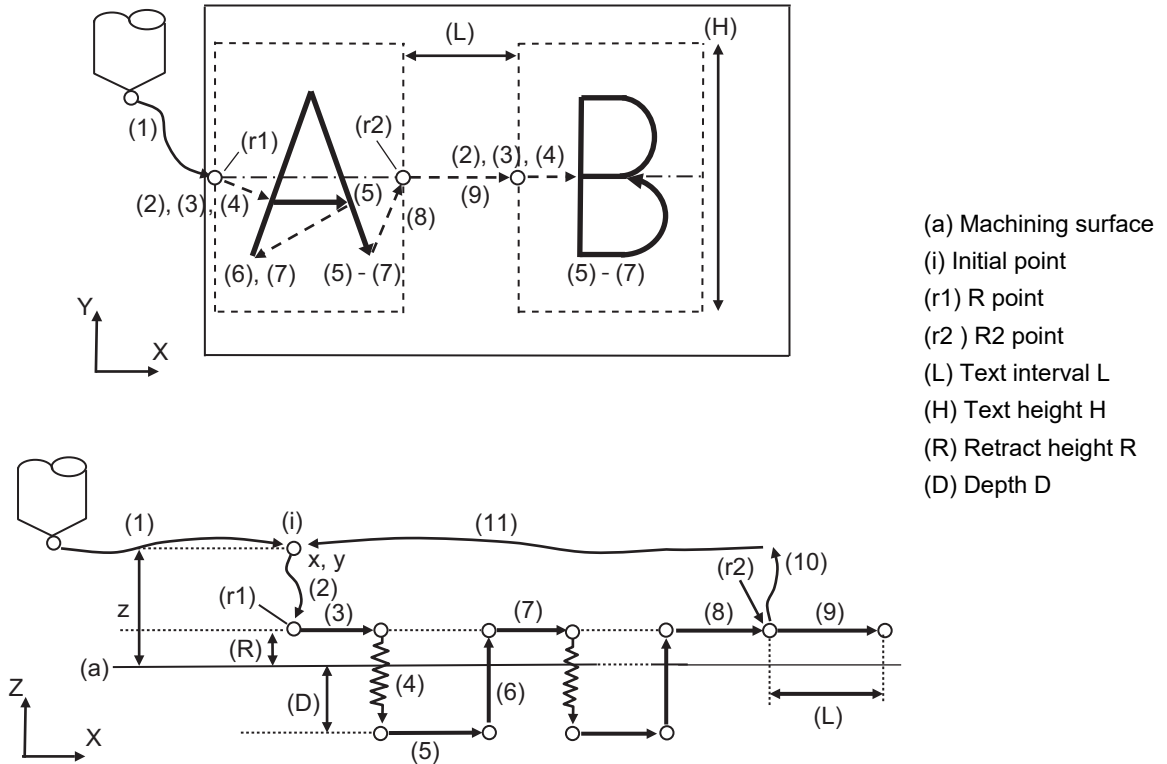 (L)
(H)
(1)
(r1)
(r2)
(2), (3), (4)
(2), (3), (4)
(5)
(8)
(9)
(6), (7)
(5) - (7)
(5) - (7)
Y
X
(a) Machining surface
(i) Initial point
(r1) R point
(r2 ) R2 point
(L) Text interval L
(H) Text height H
(R) Retract height R
(D) Depth D
(1)
(i)
(11)
x, y
(r2)
(10)
z
(r1)
(2)
(3)
(7)
(8)
(9)
(R)
(a)
(4)
(6)
(D)
(L)
(5)
Z
X